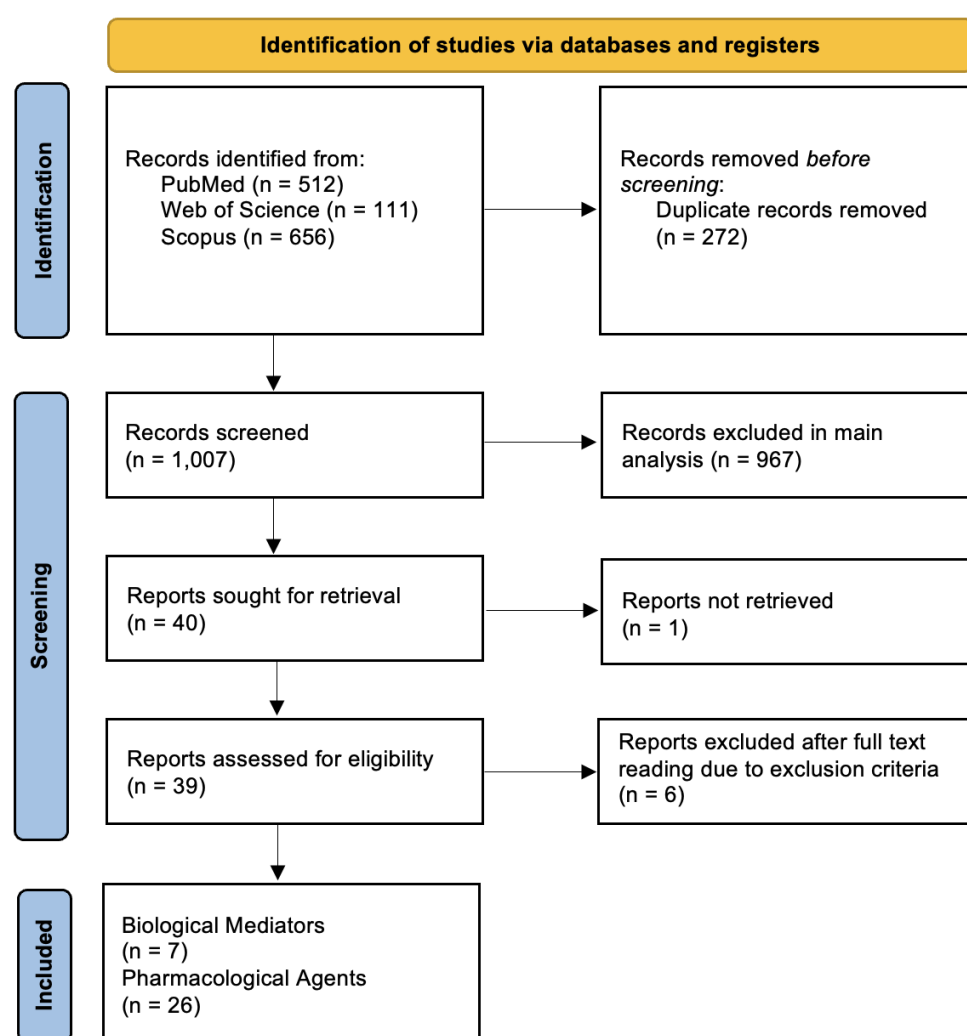 Identification of studies via databases and registers
Identification
Records identified from:
PubMed (n = 512)
Web of Science (n = 111)
Scopus (n = 656)
Records removed before
screening:
Duplicate records removed
(n = 272)
Screening
Records screened
(n = 1,007)
Records excluded in main
analysis (n = 967)
Reports sought for retrieval
(n = 40)
Reports not retrieved
(n = 1)
Reports assessed for eligibility
(n = 39)
Reports excluded after full text
reading due to exclusion criteria
(n = 6)
Included
Biological Mediators
(n = 7)
Pharmacological Agents
(n = 26)